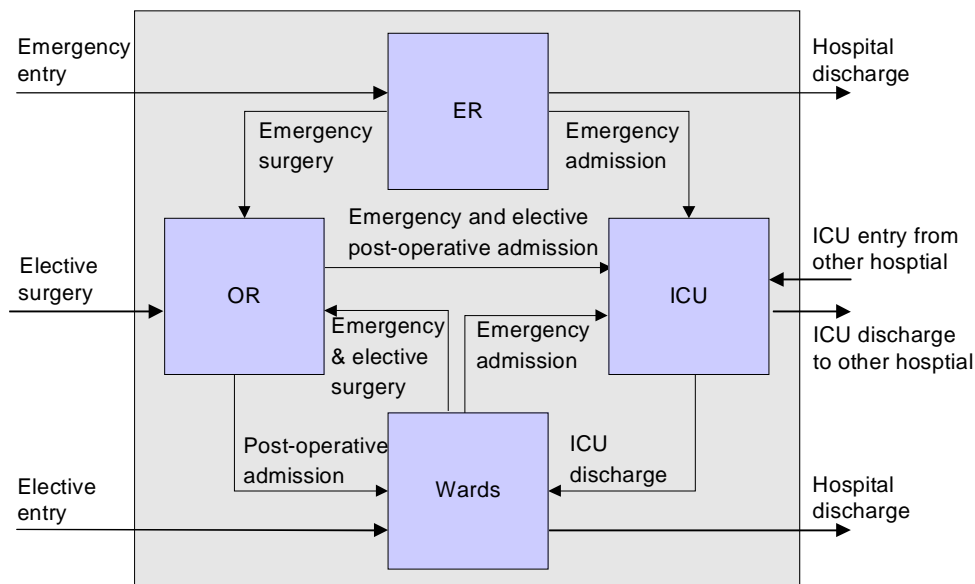 Emergency
entry
ER
Hospital
discharge
Emergency
surgery
Emergency
admission
Emergency and elective
post-operative admission
ICU entry from
other hosptial
Elective
surgery
OR
ICU
Emergency
& elective
surgery
Emergency
admission
ICU discharge
to other hosptial
Post-operative
admission
ICU
discharge
Elective
entry
Wards
Hospital
discharge